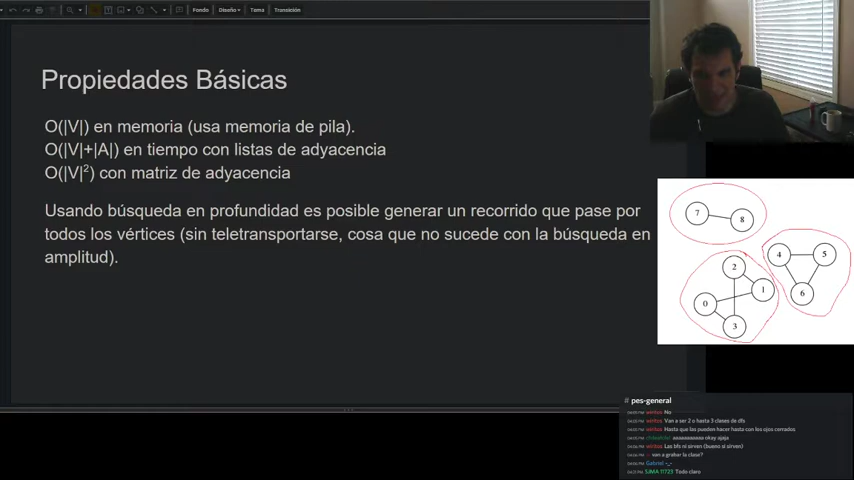 Fondo Diseño Tema Transición
Propiedades Básicas
O(|V|) en memoria (usa memoria de pila).
O(|V|+|A|) en tiempo con listas de adyacencia
O(|V|²) con matriz de adyacencia
Usando búsqueda en profundidad es posible generar un recorrido que pase por
todos los vértices (sin teletransportarse, cosa que no sucede con la búsqueda en
amplitud).
7
8
4
5
6
2
1
0
3
# pes-general
No
Van a ser 2 o hasta 3 clases de dfs
Hasta que las pueden hacer hasta con los ojos cerrados
okay ajaja
Las bfs ni sirven (bueno si sirven)
van a grabar la clase?
Gabriel -_-
Todo claro